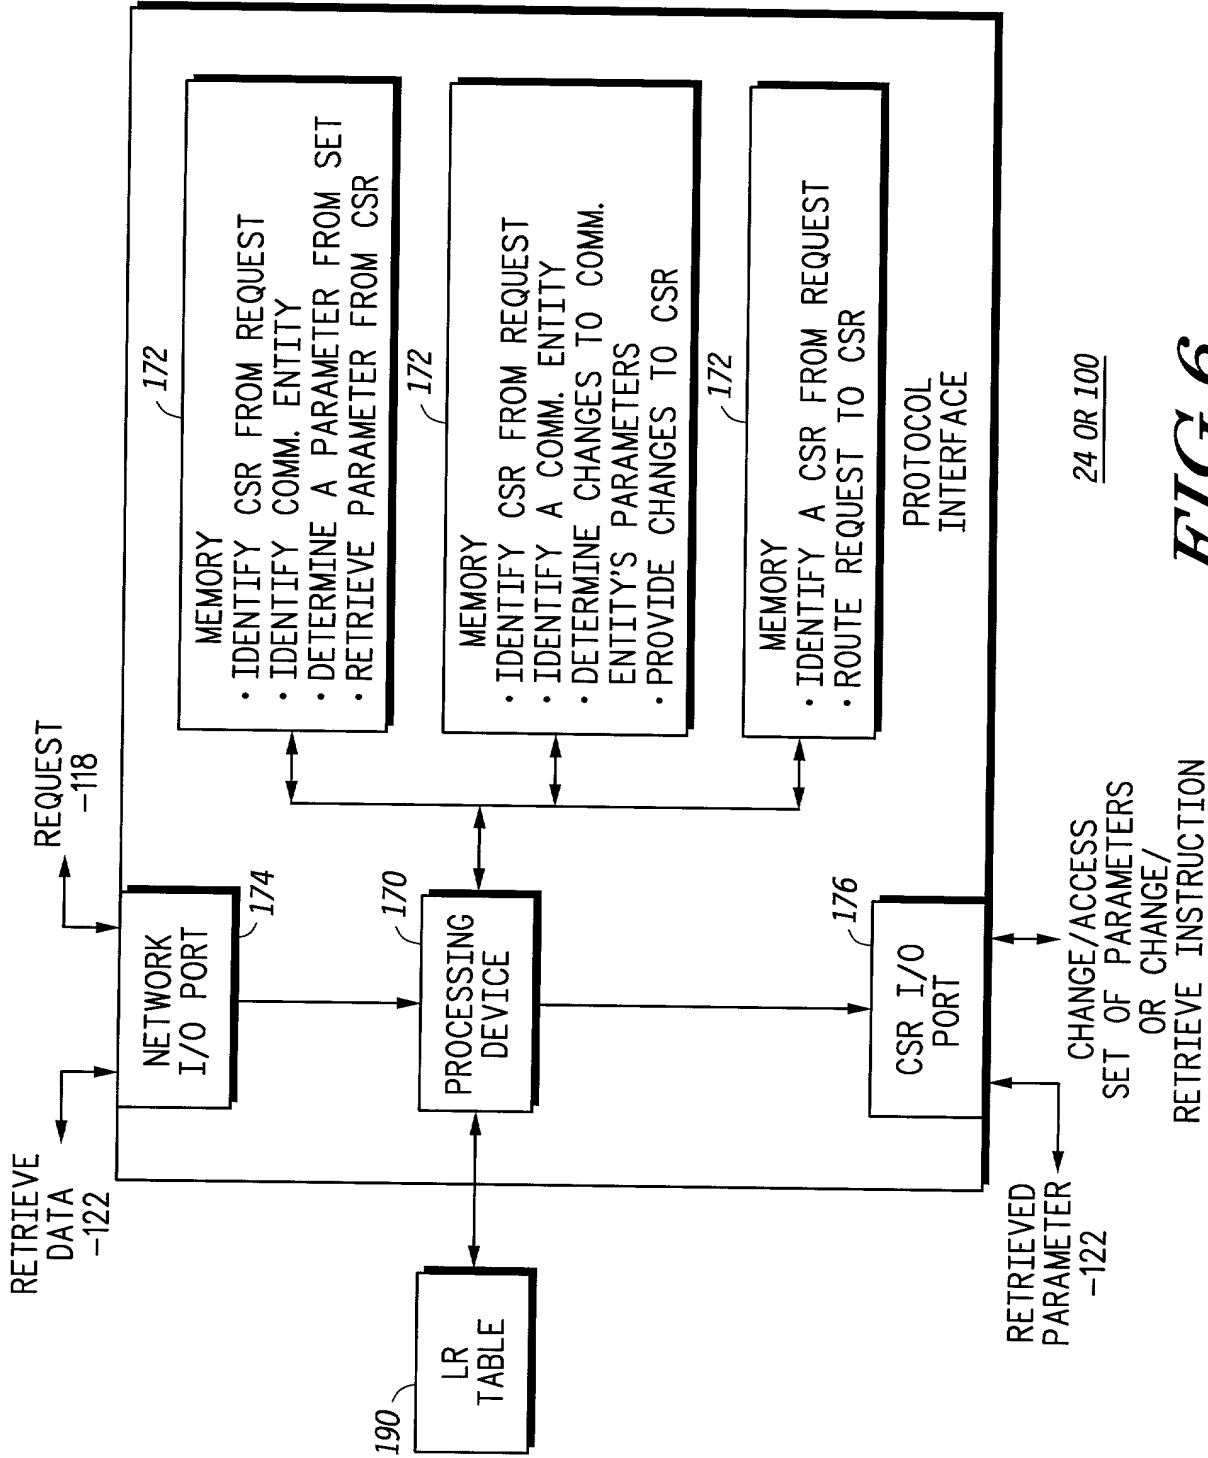 RETRIEVE
DATA
-122
REQUEST
-118
NETWORK
I/O PORT
174
MEMORY
• IDENTIFY CSR FROM REQUEST
• IDENTIFY COMM. ENTITY
• DETERMINE A PARAMETER FROM SET
• RETRIEVE PARAMETER FROM CSR
172
190
LR
TABLE
PROCESSING
DEVICE
170
MEMORY
• IDENTIFY CSR FROM REQUEST
• IDENTIFY A COMM. ENTITY
• DETERMINE CHANGES TO COMM.
ENTITY'S PARAMETERS
• PROVIDE CHANGES TO CSR
172
MEMORY
• IDENTIFY A CSR FROM REQUEST
• ROUTE REQUEST TO CSR
172
CSR I/O
PORT
176
PROTOCOL
INTERFACE
RETRIEVED
PARAMETER
-122
CHANGE/ACCESS
SET OF PARAMETERS
OR CHANGE/
RETRIEVE INSTRUCTION
24 OR 100
FIG.6